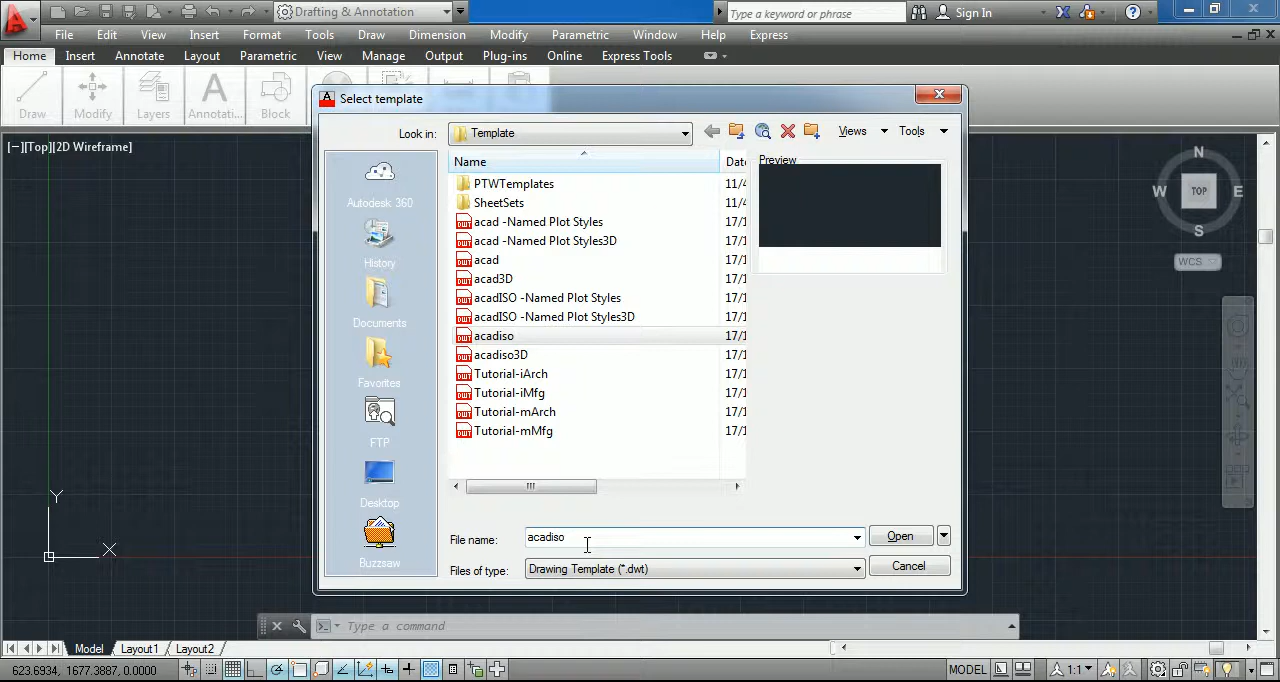 Drafting & Annotation
Type a keyword or phrase
Sign In
File Edit View Insert Format Tools Draw Dimension Modify Parametric Window Help Express
Home Insert Annotate Layout Parametric View Manage Output Plug-ins Online Express Tools
Draw Modify Layers Annotati... Block
Select template
[−][Top][2D Wireframe]
Look in: Template Views Tools
Name Date Preview
PTWTemplates 11/4
SheetSets 11/4
acad -Named Plot Styles 17/1
acad -Named Plot Styles3D 17/1
acad 17/1
acad3D 17/1
acadISO -Named Plot Styles 17/1
acadISO -Named Plot Styles3D 17/1
acadiso 17/1
acadiso3D 17/1
Tutorial-iArch 17/1
Tutorial-iMfg 17/1
Tutorial-mArch 17/1
Tutorial-mMfg 17/1
Autodesk 360
History
Documents
Favorites
FTP
Desktop
Buzzsaw
File name: acadiso Open
Files of type: Drawing Template (*.dwt) Cancel
N
W TOP E
S
WCS
Y
X
Type a command
Model Layout1 Layout2
623.6934, 1677.3887, 0.0000 MODEL 1:1